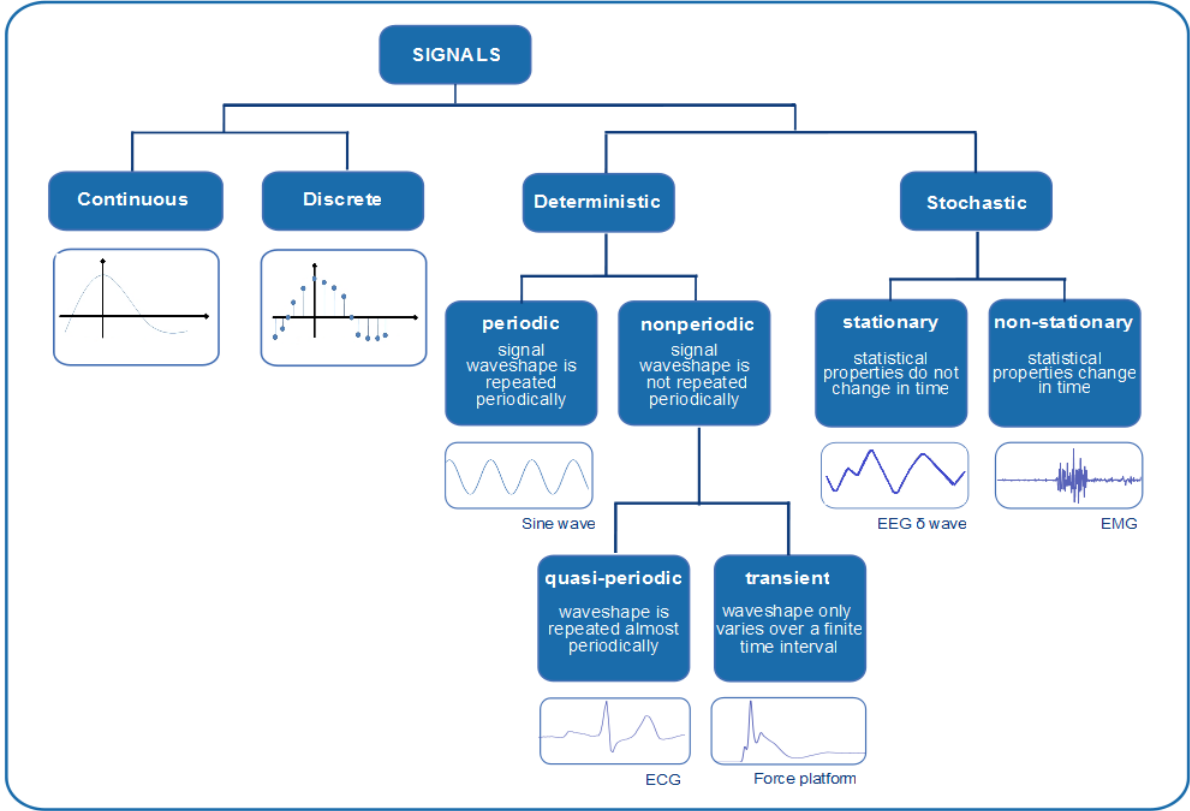 SIGNALS
Continuous
Discrete
Deterministic
Stochastic
periodic
signal
waveshape is
repeated
periodically
nonperiodic
signal
waveshape is
not repeated
periodically
stationary
statistical
properties do not
change in time
non-stationary
statistical
properties change
in time
Sine wave
EEG δ wave
EMG
quasi-periodic
waveshape is
repeated almost
periodically
transient
waveshape only
varies over a finite
time interval
ECG
Force platform